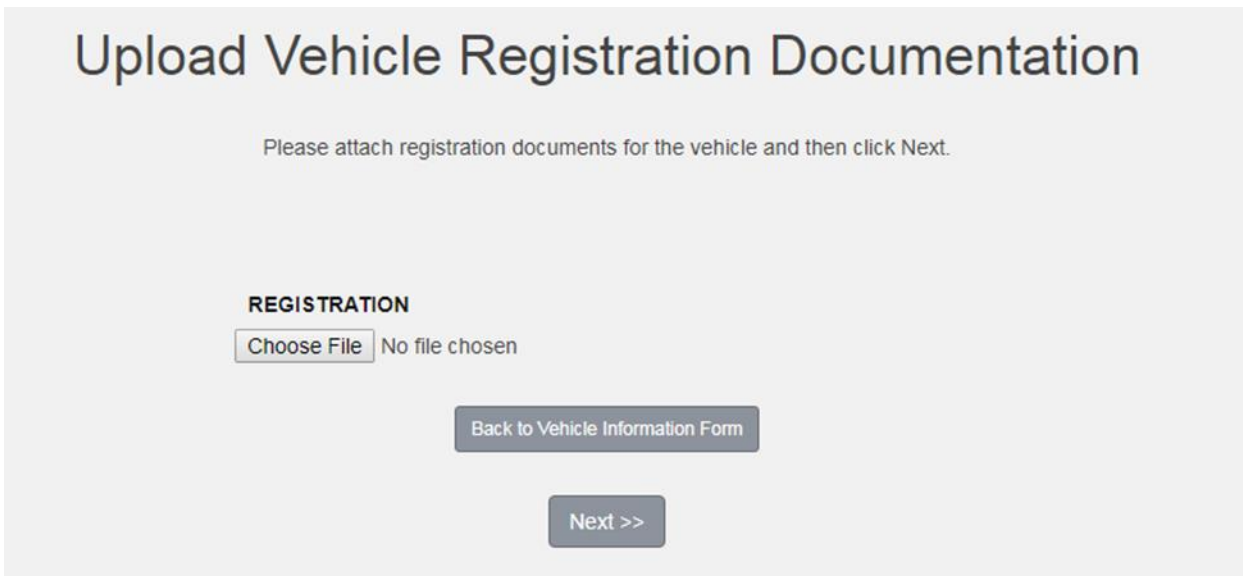 Upload Vehicle Registration Documentation
Please attach registration documents for the vehicle and then click Next.
REGISTRATION
Choose File No file chosen
Back to Vehicle Information Form
Next >>